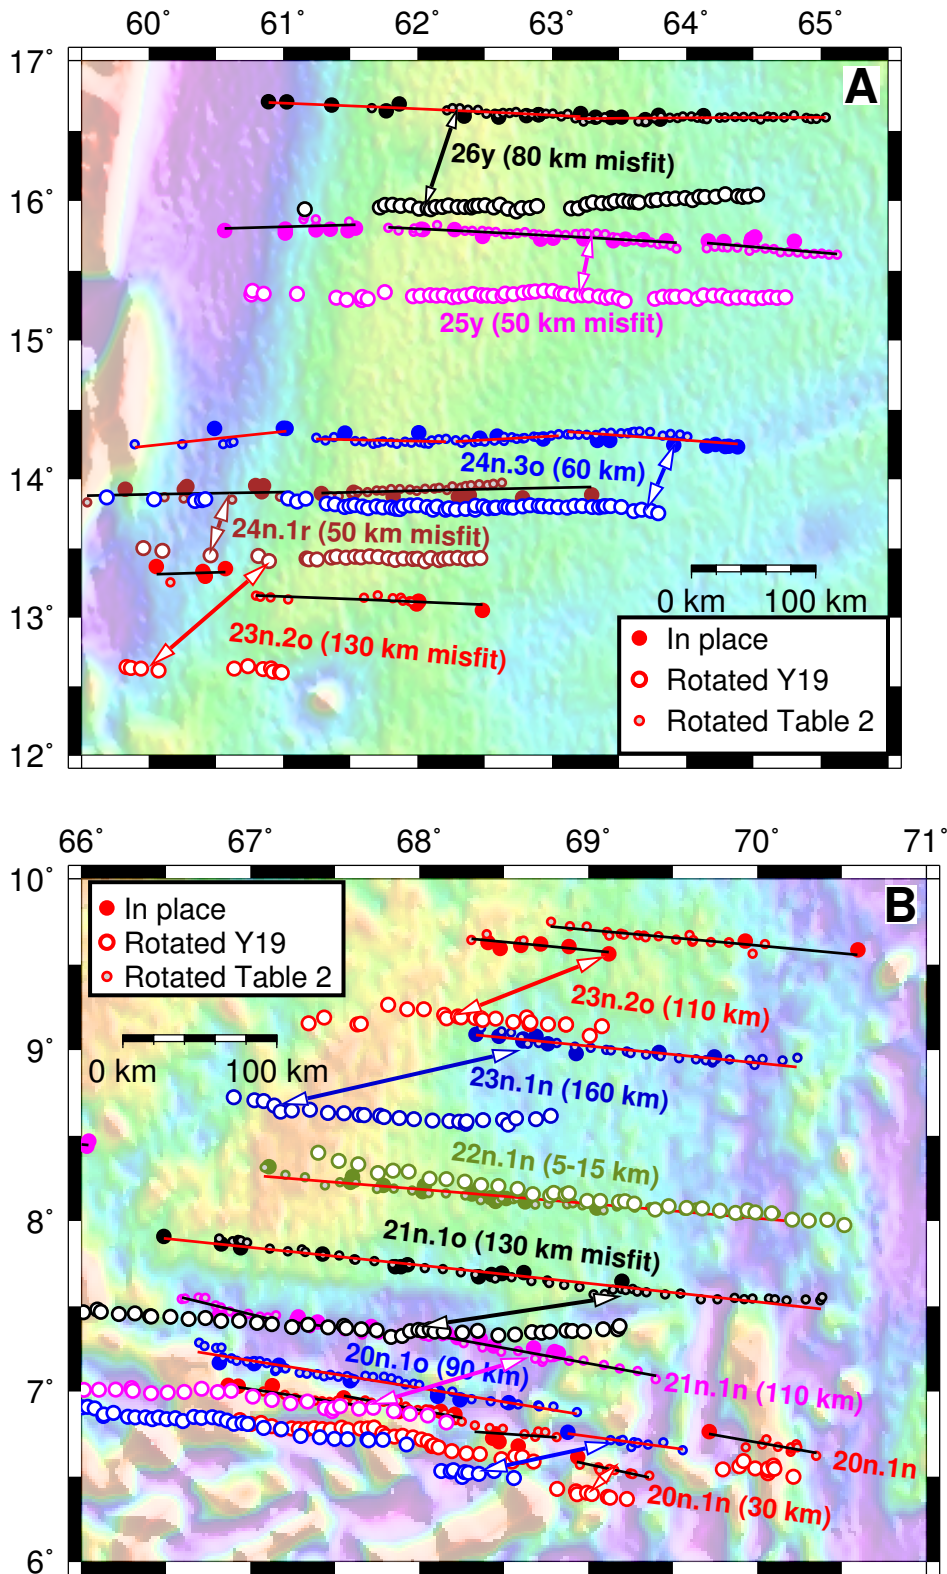 60° 61° 62° 63° 64° 65°
17°
A
26y (80 km misfit)
16°
25y (50 km misfit)
15°
24n.3o (60 km)
14°
24n.1r (50 km misfit)
0 km 100 km
13°
23n.2o (130 km misfit)
In place
Rotated Y19
Rotated Table 2
12°
66° 67° 68° 69° 70° 71°
10°
B
In place
Rotated Y19
Rotated Table 2
23n.2o (110 km)
9°
0 km 100 km
23n.1n (160 km)
22n.1n (5-15 km)
8°
21n.1o (130 km misfit)
20n.1o (90 km)
7°
21n.1n (110 km)
20n.1n
20n.1n (30 km)
6°